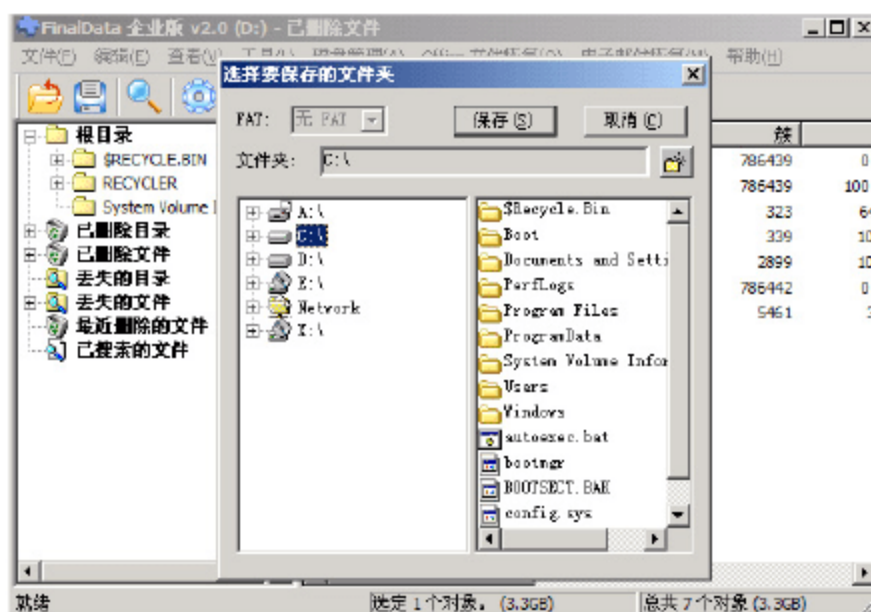 FinalData 企业版 v2.0 (D:) - 已删除文件
文件(F) 编辑(E) 查看(V) 帮助(H)
选择要保存的文件夹
FAT: 无 FAT 保存(S) 取消(C)
文件夹: C:\
根目录
$RECYCLE.BIN
RECYCLER
System Volume
已删除目录
已删除文件
丢失的目录
丢失的文件
最近删除的文件
已搜索的文件
A:\
C:\
D:\
E:\
Network
X:\
$Recycle.Bin
Boot
Documents and Setti
PerfLogs
Program Files
ProgramData
System Volume Infor
Users
Windows
autoexec.bat
bootmgr
BOOTSECT.BAK
config.sys
簇
786439 0
786439 100
323 64
339 10
2899 10
786442 0
5461
就绪 选定 1 个对象。 (3.3GB) 总共 7 个对象 (3.3GB)